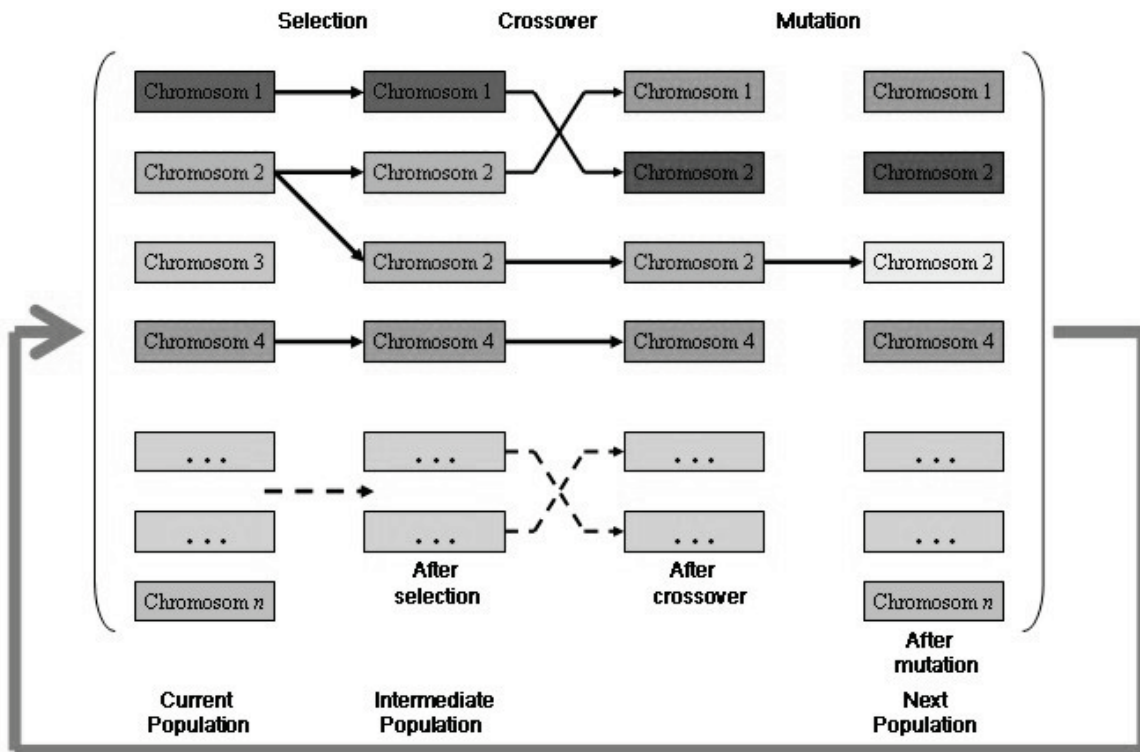 Selection Crossover Mutation
Chromosom 1 Chromosom 1 Chromosom 1 Chromosom 1
Chromosom 2 Chromosom 2 Chromosom 2 Chromosom 2
Chromosom 3 Chromosom 2 Chromosom 2 Chromosom 2
Chromosom 4 Chromosom 4 Chromosom 4 Chromosom 4
. . . . . . . . . . . .
. . . . . . . . . . . .
After selection
After crossover
Chromosom n Chromosom n
After mutation
Current Population
Intermediate Population
Next Population